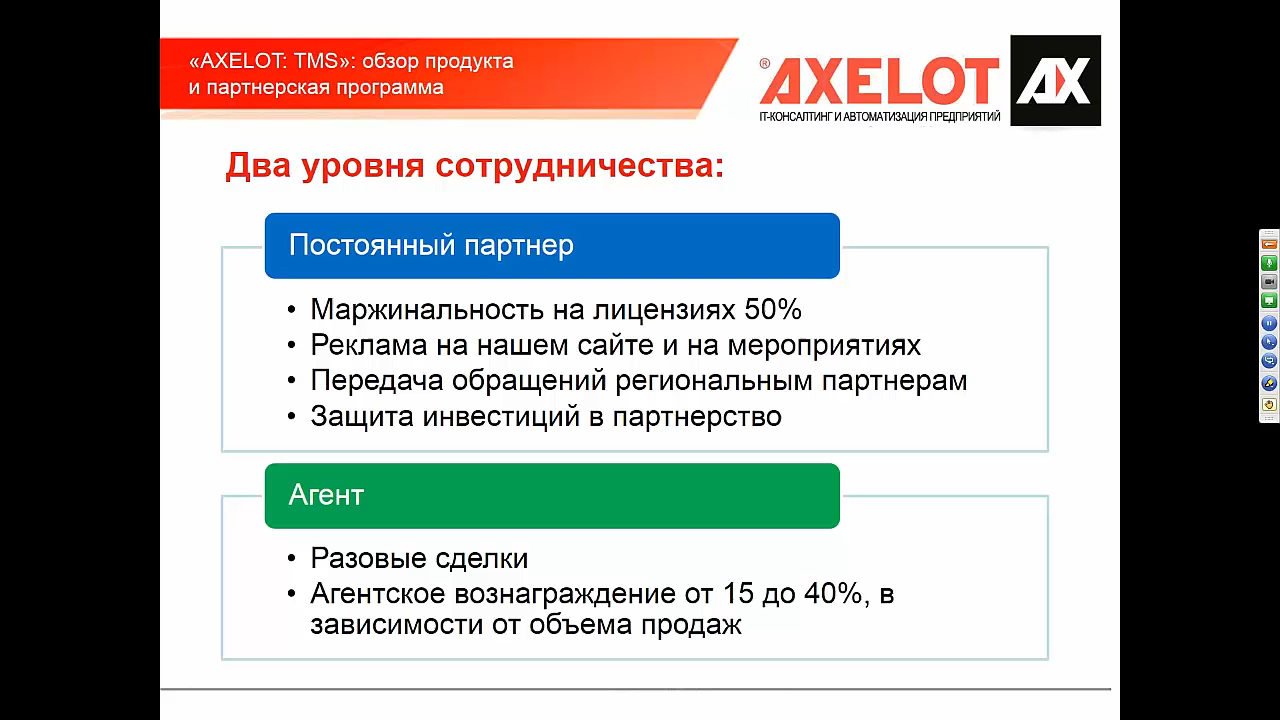 «AXELOT: TMS»: обзор продукта
и партнерская программа
® AXELOT
IT-КОНСАЛТИНГ И АВТОМАТИЗАЦИЯ ПРЕДПРИЯТИЙ
AX
Два уровня сотрудничества:
Постоянный партнер
• Маржинальность на лицензиях 50%
• Реклама на нашем сайте и на мероприятиях
• Передача обращений региональным партнерам
• Защита инвестиций в партнерство
Агент
• Разовые сделки
• Агентское вознаграждение от 15 до 40%, в
зависимости от объема продаж